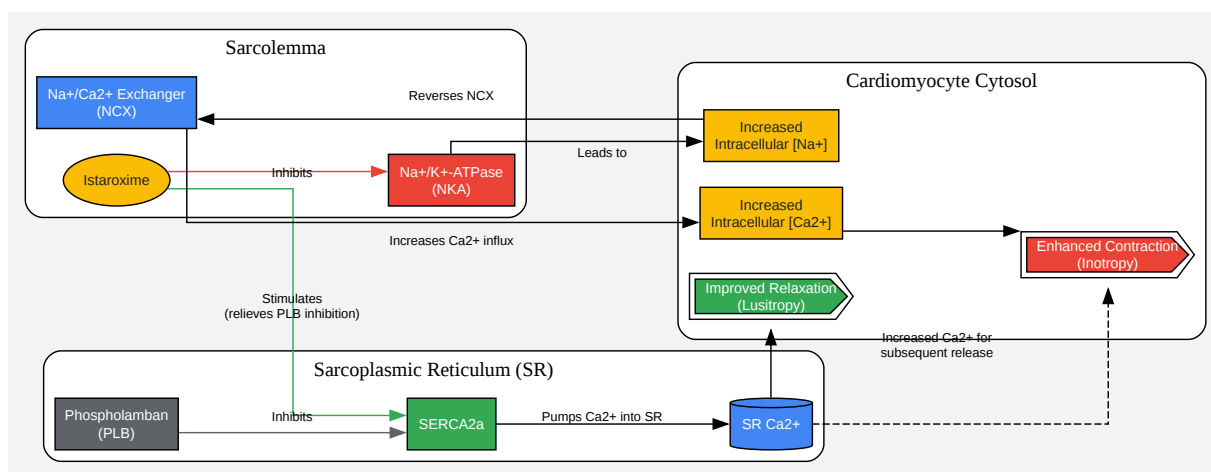 Sarcolemma
Na+/Ca2+ Exchanger
(NCX)
Istaroxime
Inhibits
Na+/K+-ATPase
(NKA)
Reverses NCX
Leads to
Increases Ca2+ influx
Cardiomyocyte Cytosol
Increased
Intracellular [Na+]
Increased
Intracellular [Ca2+]
Enhanced Contraction
(Inotropy)
Improved Relaxation
(Lusitropy)
Stimulates
(relieves PLB inhibition)
Increased Ca2+ for
subsequent release
Sarcoplasmic Reticulum (SR)
Phospholamban
(PLB)
Inhibits
SERCA2a
Pumps Ca2+ into SR
SR Ca2+